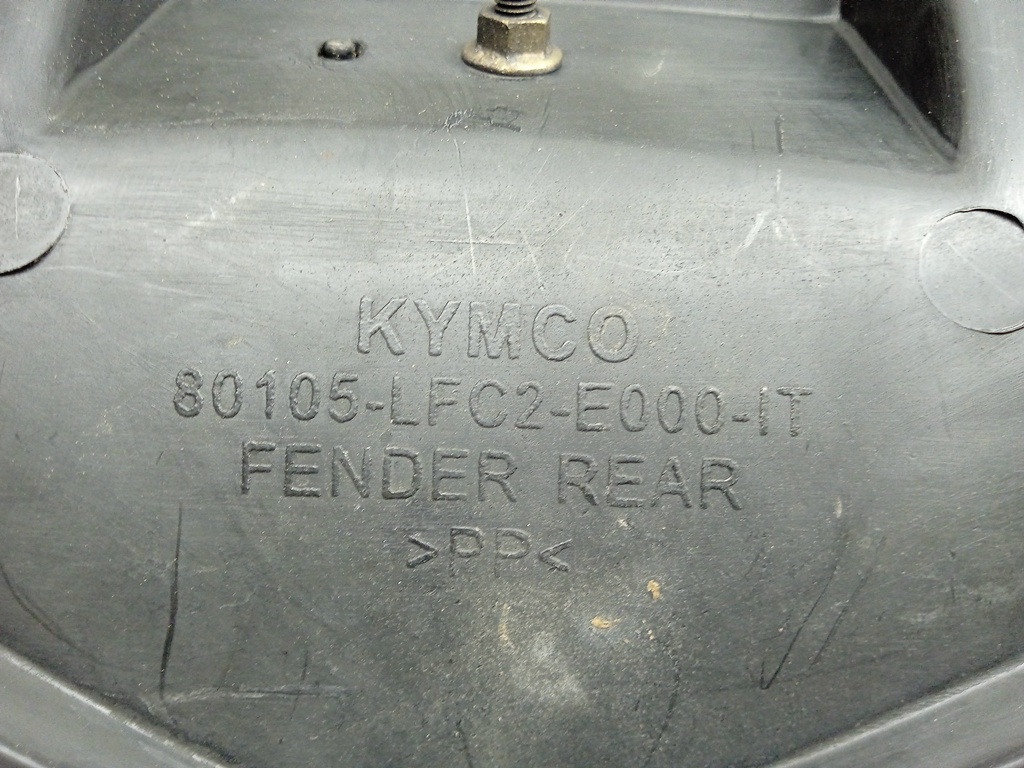 KYMCO
80105-LFC2-E000-IT
FENDER REAR
>PP<